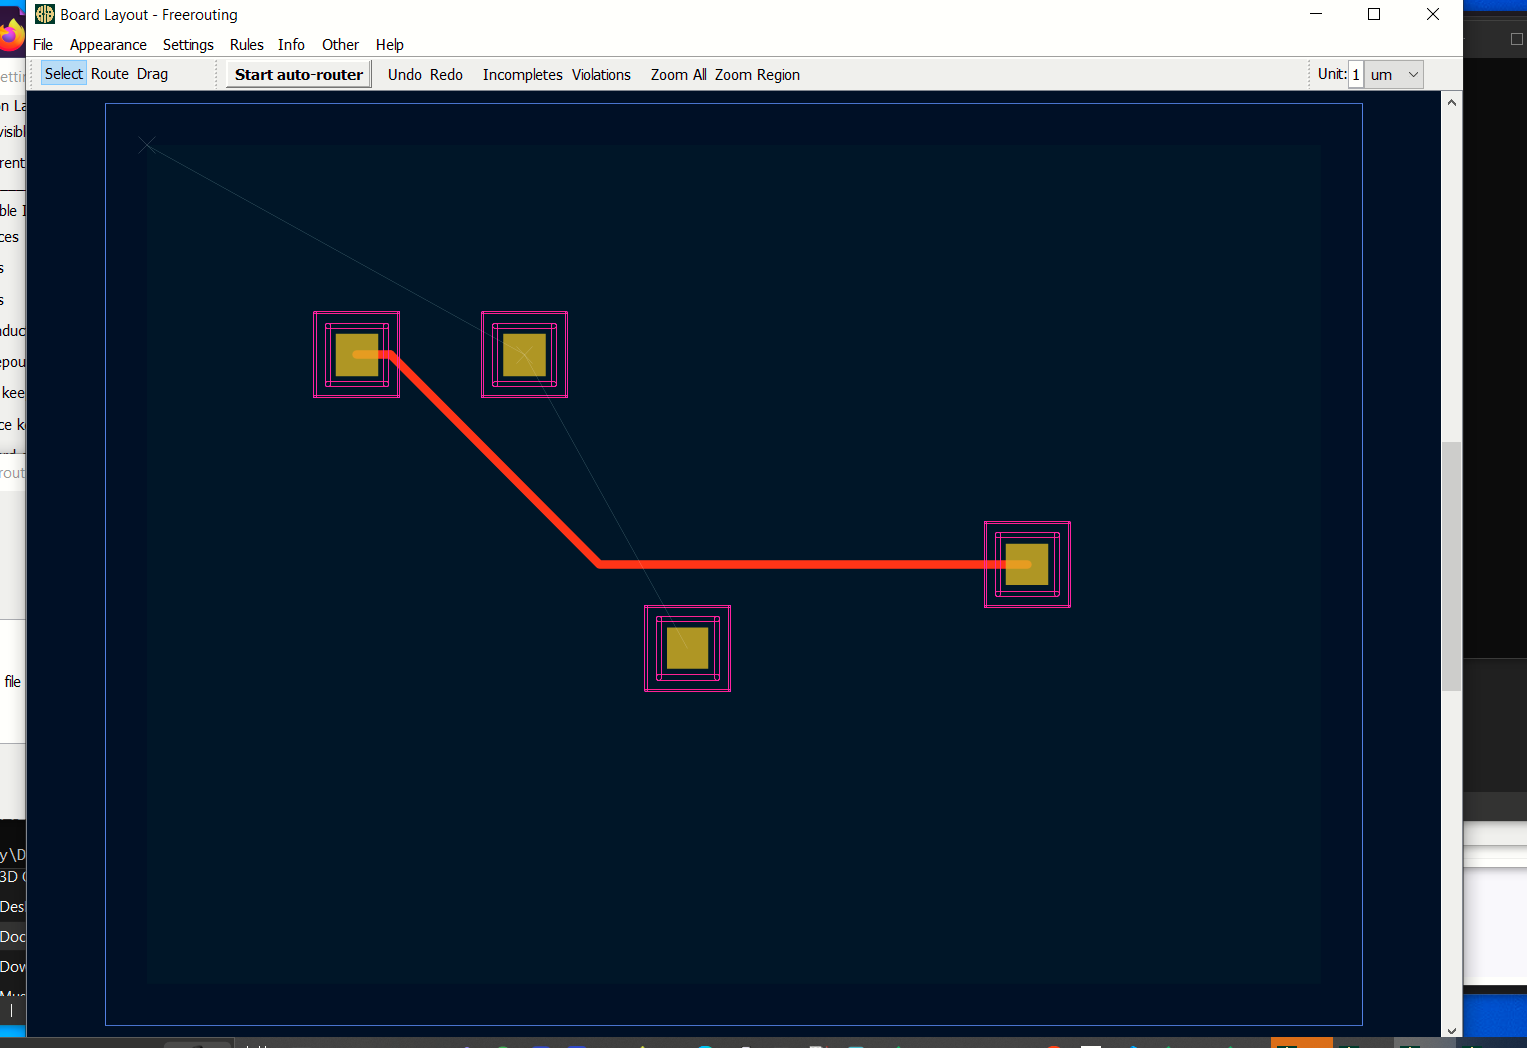 Board Layout - Freerouting
File Appearance Settings Rules Info Other Help
Select Route Drag Start auto-router Undo Redo Incompletes Violations Zoom All Zoom Region Unit: 1 um
etti
n La
visibl
rent
ble I
ces
s
s
duc
epou
kee
ce k
rout
file
y\D
3D
Des
Doc
Dow